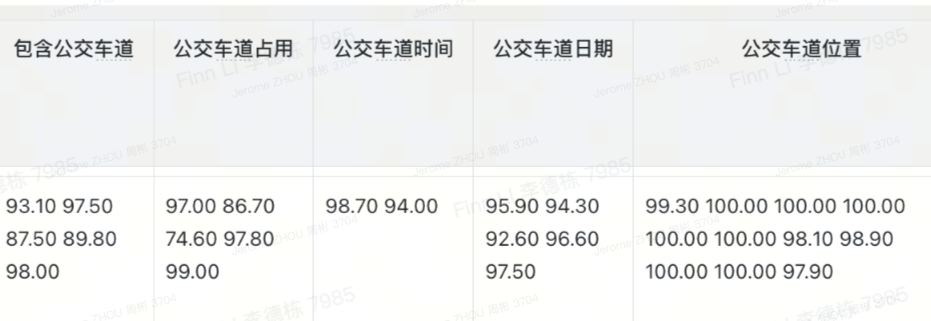 包含公交车道 公交车道占用 公交车道时间 公交车道日期 公交车道位置
93.10 97.50 97.00 86.70 98.70 94.00 95.90 94.30 99.30 100.00 100.00 100.00
87.50 89.80 74.60 97.80 92.60 96.60 100.00 100.00 98.10 98.90
98.00 99.00 97.50 100.00 100.00 97.90
Finn LI 李德栋 7985
Jerome ZHOU 周彬 3704